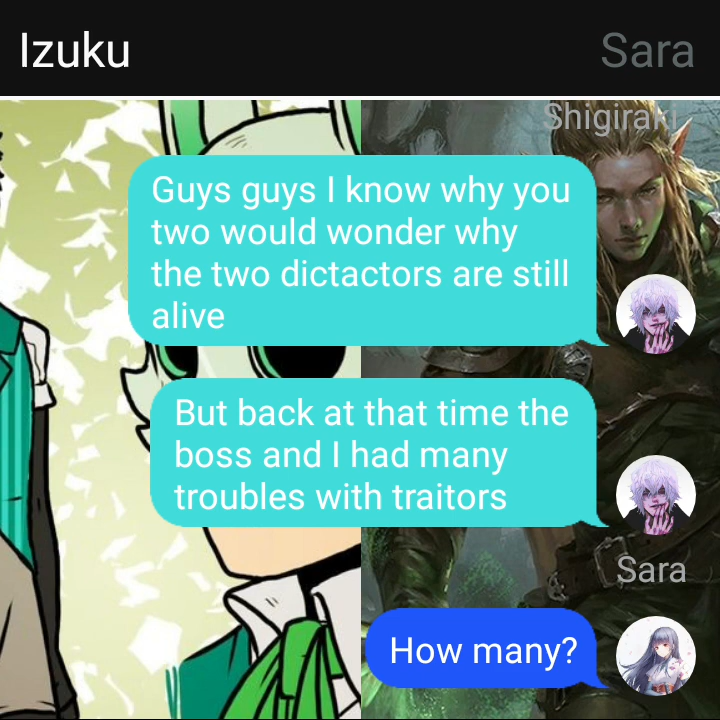 Izuku
Sara
Shigiraki
Guys guys I know why you
two would wonder why
the two dictactors are still
alive
But back at that time the
boss and I had many
troubles with traitors
Sara
How many?